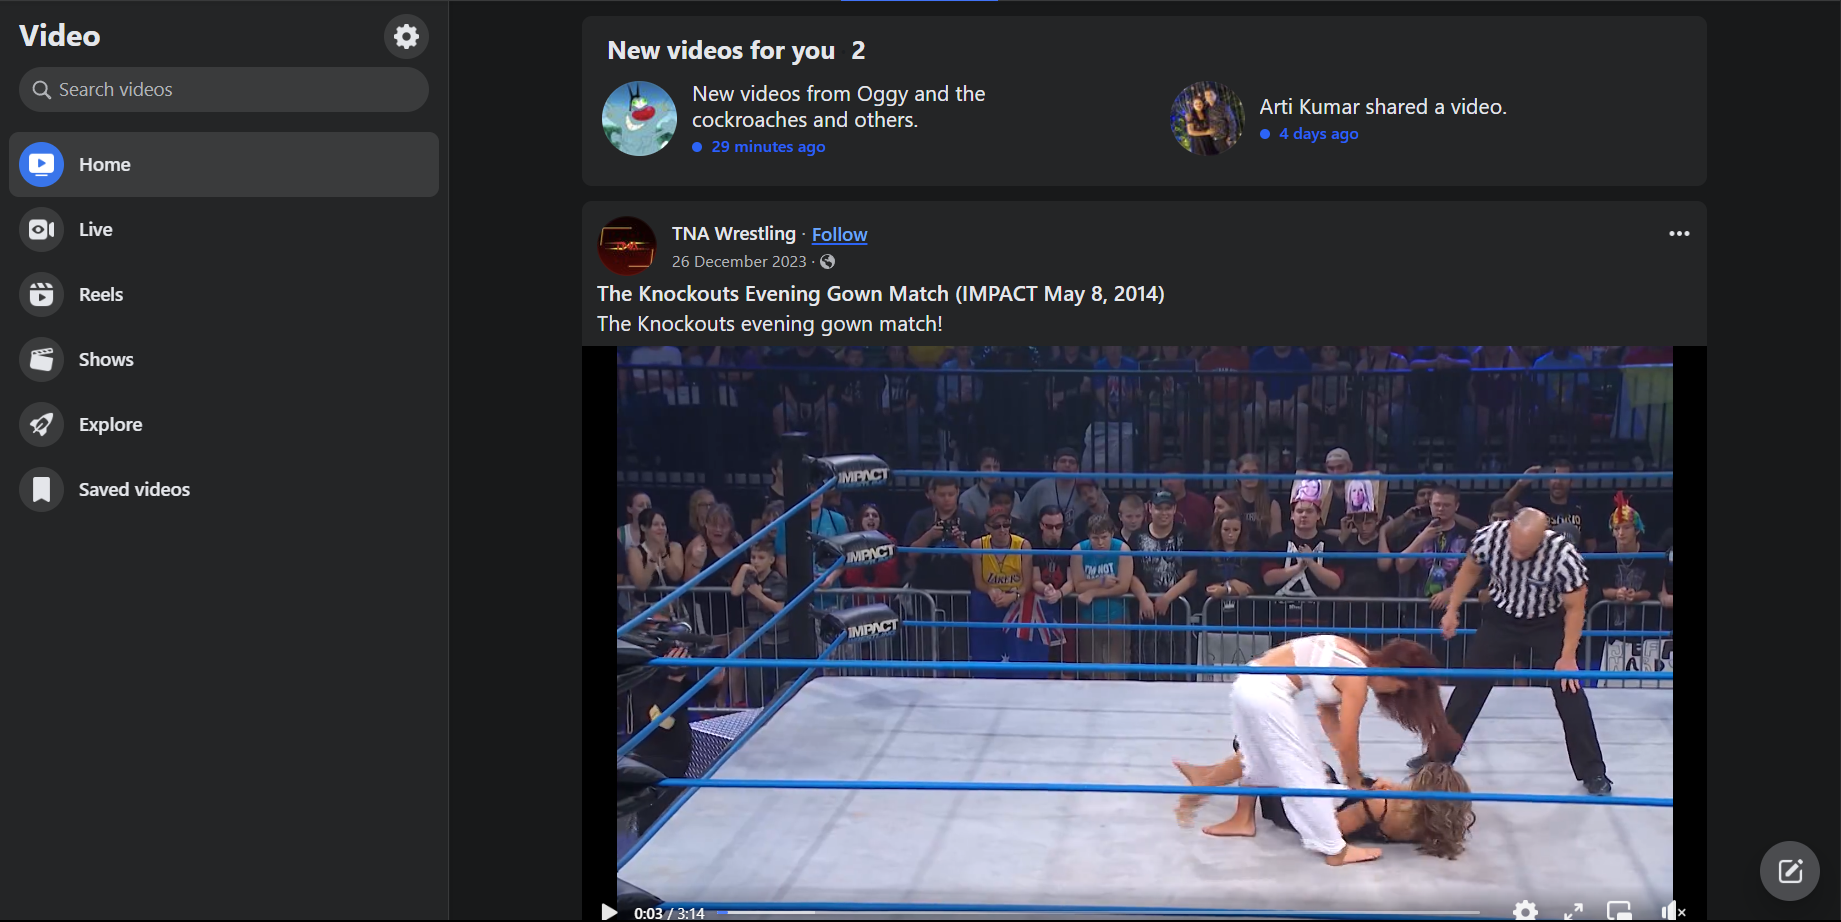 Video
Search videos
Home
Live
Reels
Shows
Explore
Saved videos
New videos for you 2
New videos from Oggy and the
cockroaches and others.
29 minutes ago
Arti Kumar shared a video.
4 days ago
TNA Wrestling · Follow
26 December 2023 ·
The Knockouts Evening Gown Match (IMPACT May 8, 2014)
The Knockouts evening gown match!
IMPACT
IMPACT
IMPACT
LAKERS
I'M NOT
0:03 / 3:14